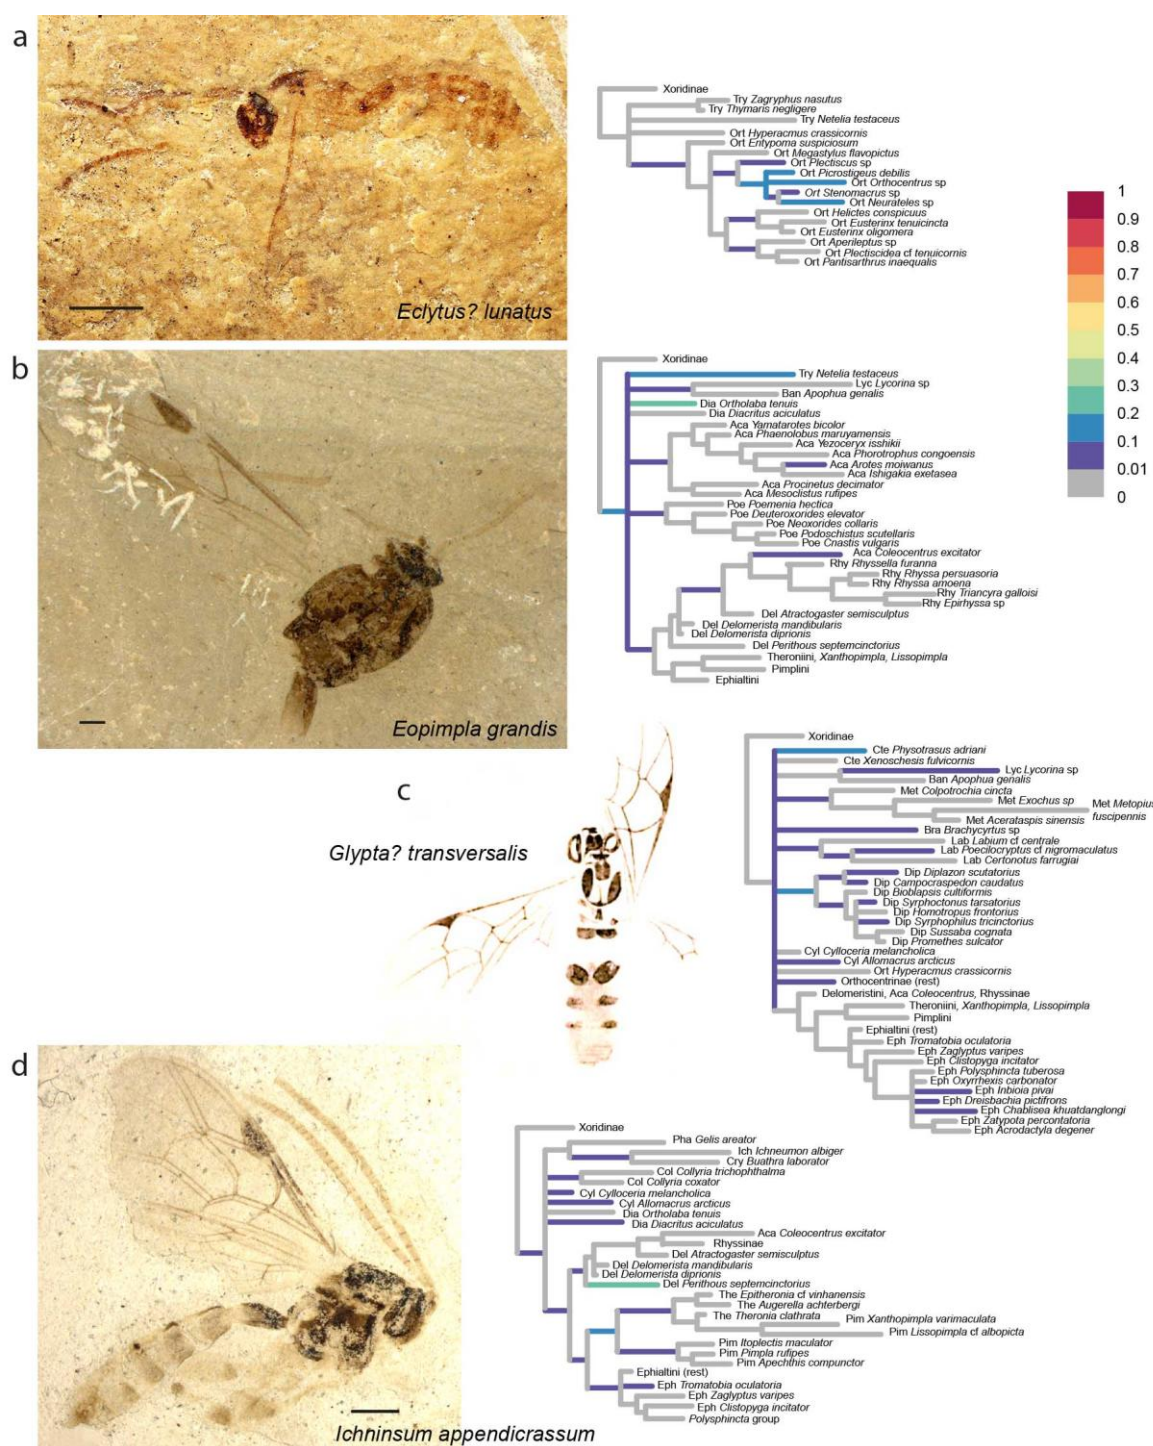 a
Eclytus? lunatus
Xoridinae
Try Zagryphus nasutus
Try Thymaris negligere
Try Netelia testaceus
Ort Hyperacmus crassicornis
Ort Entypoma suspiciosum
Ort Megastylus flavopictus
Ort Plectiscus sp
Ort Picrostigeus debilis
Ort Orthocentrus sp
Ort Stenomacrus sp
Ort Neurateles sp
Ort Helictes conspicuus
Ort Eusterinx tenuicincta
Ort Eusterinx oligomera
Ort Aperileptus sp
Ort Plectiscidea cf tenuicornis
Ort Pantisarthrus inaequalis
1
0.9
0.8
0.7
0.6
0.5
0.4
0.3
0.2
0.1
0.01
0
b
Eopimpla grandis
Xoridinae
Try Netelia testaceus
Lyc Lycorina sp
Ban Apophua genalis
Dia Ortholaba tenuis
Dia Diacritus aciculatus
Aca Yamatarotes bicolor
Aca Phaenolobus maruyamensis
Aca Yezoceryx isshikii
Aca Phorotrophus congoensis
Aca Arotes moiwanus
Aca Ishigakia exetasea
Aca Procinetus decimator
Aca Mesoclistus rufipes
Poe Poemenia hectica
Poe Deuteroxorides elevator
Poe Neoxorides collaris
Poe Podoschistus scutellaris
Poe Cnastis vulgaris
Aca Coleocentrus excitator
Rhy Rhyssella furanna
Rhy Rhyssa persuasoria
Rhy Rhyssa amoena
Rhy Triancyra galloisi
Rhy Epirhyssa sp
Del Atractogaster semisculptus
Del Delomerista mandibularis
Del Delomerista diprionis
Del Perithous septemcinctorius
Theroniini, Xanthopimpla, Lissopimpla
Pimplini
Ephialtini
c
Glypta? transversalis
Xoridinae
Cte Physotrasus adriani
Cte Xenoschesis fulvicornis
Lyc Lycorina sp
Ban Apophua genalis
Met Colpotrochia cincta
Met Exochus sp
Met Metopius
fuscipennis
Met Acerataspis sinensis
Bra Brachycyrtus sp
Lab Labium cf centrale
Lab Poecilocryptus cf nigromaculatus
Lab Certonotus farrugiai
Dip Diplazon scutatorius
Dip Campocraspedon caudatus
Dip Bioblapsis cultiformis
Dip Syrphoctonus tarsatorius
Dip Homotropus frontorius
Dip Syrphophilus tricinctorius
Dip Sussaba cognata
Dip Promethes sulcator
Cyl Cylloceria melancholica
Cyl Allomacrus arcticus
Ort Hyperacmus crassicornis
Orthocentrinae (rest)
Delomeristini, Aca Coleocentrus, Rhyssinae
Theroniini, Xanthopimpla, Lissopimpla
Pimplini
Ephialtini (rest)
Eph Tromatobia oculatoria
Eph Zaglyptus varipes
Eph Clistopyga incitator
Eph Polysphincta tuberosa
Eph Oxyrrhexis carbonator
Eph Inbioia pivai
Eph Dreisbachia pictifrons
Eph Chablisea khuatdanglongi
Eph Zatypota percontatoria
Eph Acrodactyla degener
d
Ichninsum appendicrassum
Xoridinae
Pha Gelis areator
Ich Ichneumon albiger
Cry Buathra laborator
Col Collyria trichophthalma
Col Collyria coxator
Cyl Cylloceria melancholica
Cyl Allomacrus arcticus
Dia Ortholaba tenuis
Dia Diacritus aciculatus
Aca Coleocentrus excitator
Rhyssinae
Del Atractogaster semisculptus
Del Delomerista mandibularis
Del Delomerista diprionis
Del Perithous septemcinctorius
The Epitheronia cf vinhanensis
The Augerella achterbergi
The Theronia clathrata
Pim Xanthopimpla varimaculata
Pim Lissopimpla cf albopicta
Pim Itoplectis maculator
Pim Pimpla rufipes
Pim Apechthis compunctor
Ephialtini (rest)
Eph Tromatobia oculatoria
Eph Zaglyptus varipes
Eph Clistopyga incitator
Polysphincta group